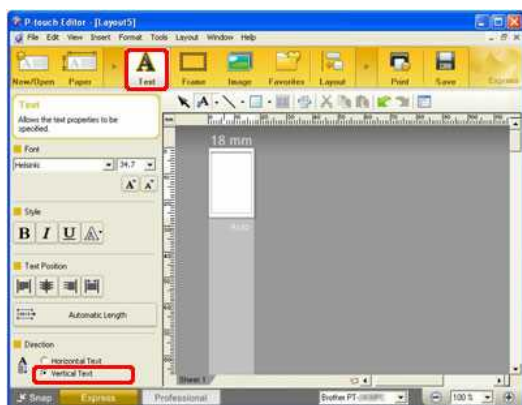 P-touch Editor - [Layout5]
File Edit View Insert Format Tools Layout Window Help
New/Open Paper Text Frame Image Favorites Layout Print Save Express
Text
Allows the text properties to be specified.
Font
Helsinki 34.7
A A
Style
B I U A
Text Position
Automatic Length
Direction
Horizontal Text
Vertical Text
18 mm
Auto
Sheet 1
Snap Express Professional Brother PT- 100 %